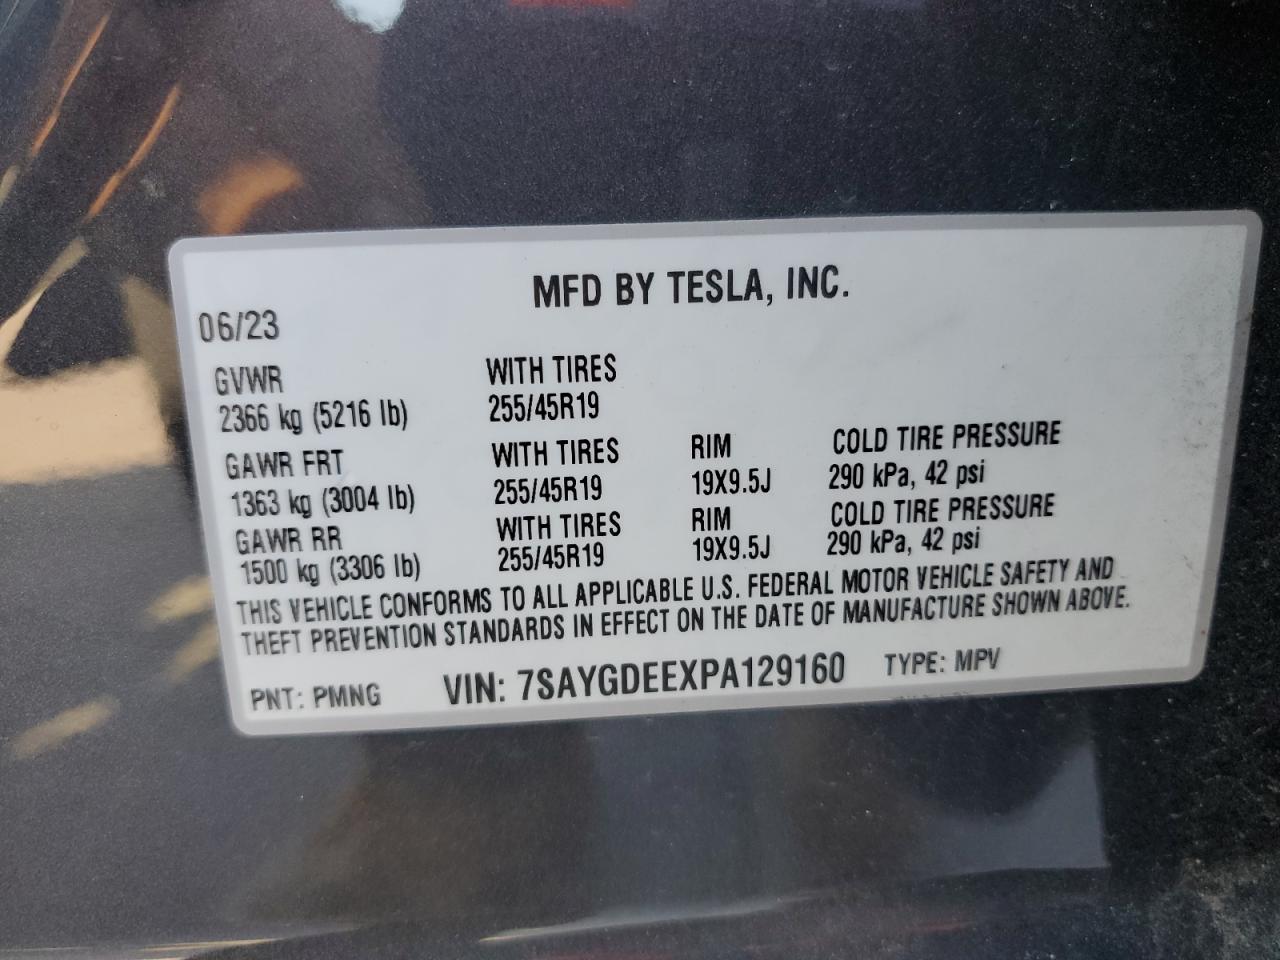 MFD BY TESLA, INC.
06/23
GVWR WITH TIRES
2366 kg (5216 lb) 255/45R19
GAWR FRT WITH TIRES RIM COLD TIRE PRESSURE
1363 kg (3004 lb) 255/45R19 19X9.5J 290 kPa, 42 psi
GAWR RR WITH TIRES RIM COLD TIRE PRESSURE
1500 kg (3306 lb) 255/45R19 19X9.5J 290 kPa, 42 psi
THIS VEHICLE CONFORMS TO ALL APPLICABLE U.S. FEDERAL MOTOR VEHICLE SAFETY AND
THEFT PREVENTION STANDARDS IN EFFECT ON THE DATE OF MANUFACTURE SHOWN ABOVE.
PNT: PMNG VIN: 7SAYGDEEXPA129160 TYPE: MPV